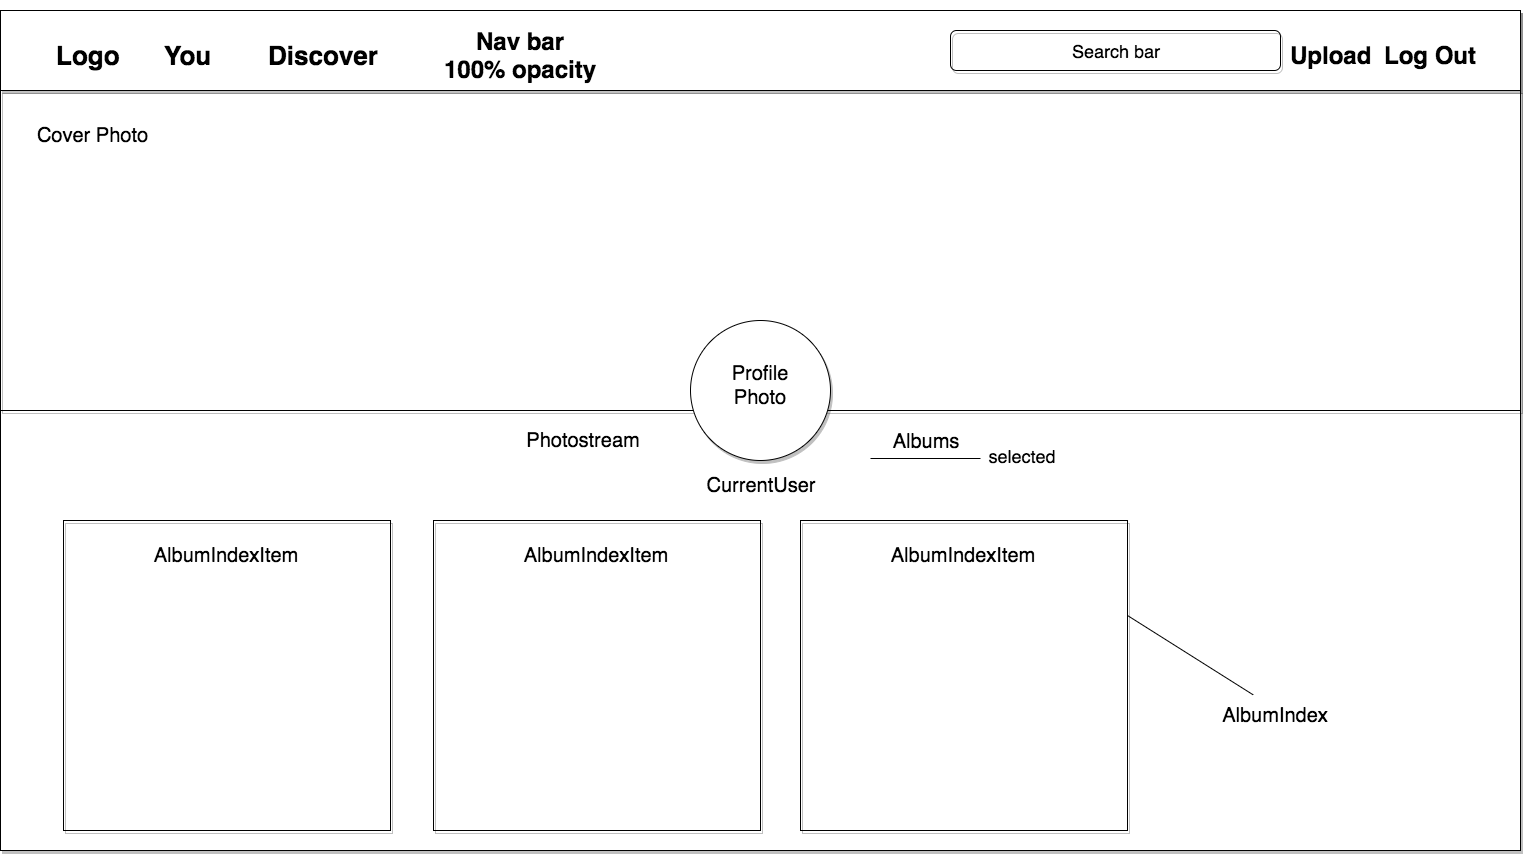 Logo
You
Discover
Nav bar
100% opacity
Search bar
Upload
Log Out
Cover Photo
Profile
Photo
Photostream
Albums
selected
CurrentUser
AlbumIndexItem
AlbumIndexItem
AlbumIndexItem
AlbumIndex